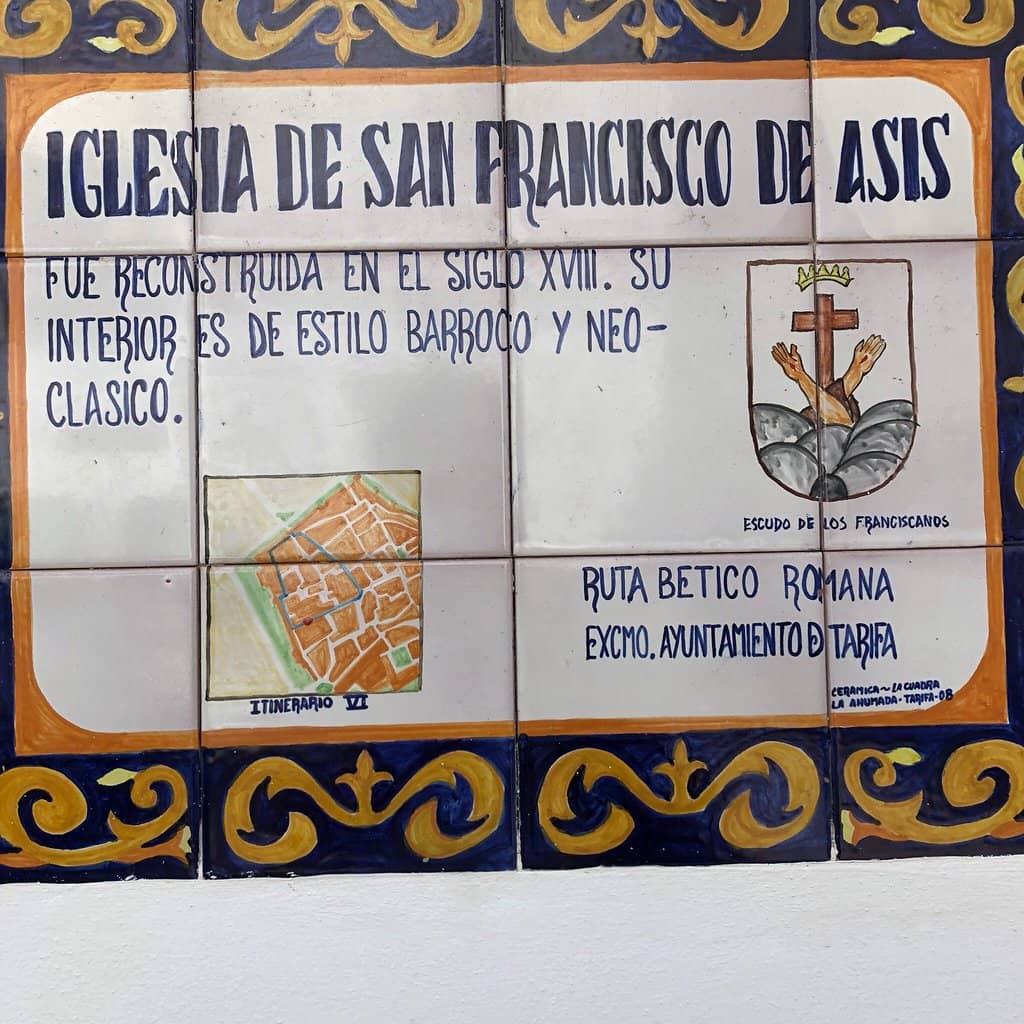 IGLESIA DE SAN FRANCISCO DE ASIS
FUE RECONSTRUIDA EN EL SIGLO XVIII. SU
INTERIOR ES DE ESTILO BARROCO Y NEO-
CLASICO.
ESCUDO DE LOS FRANCISCANOS
RUTA BETICO ROMANA
EXCMO. AYUNTAMIENTO D TARIFA
ITINERARIO VI
CERAMICA~LA CUADRA
LA AHUMADA-TARIFA-08